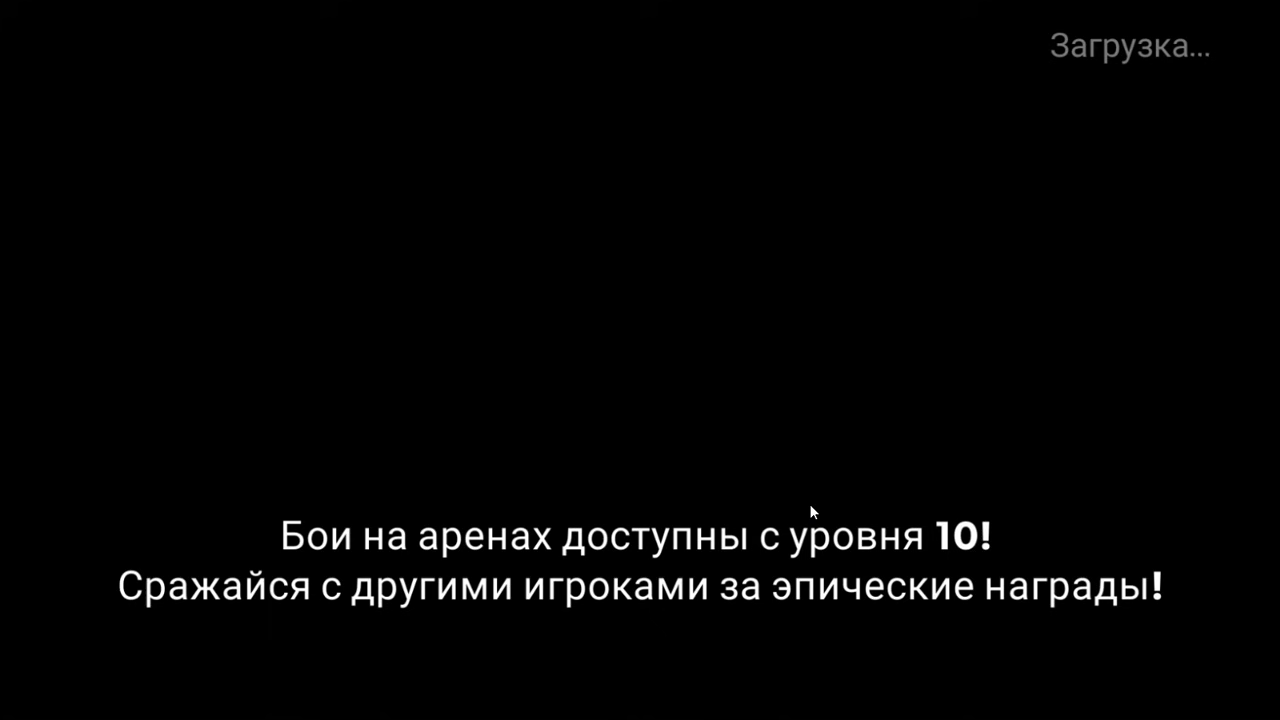 Загрузка...
Бои на аренах доступны с уровня 10!
Сражайся с другими игроками за эпические награды!